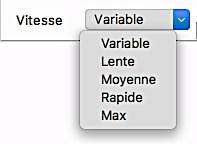 Vitesse Variable
Variable
Lente
Moyenne
Rapide
Max